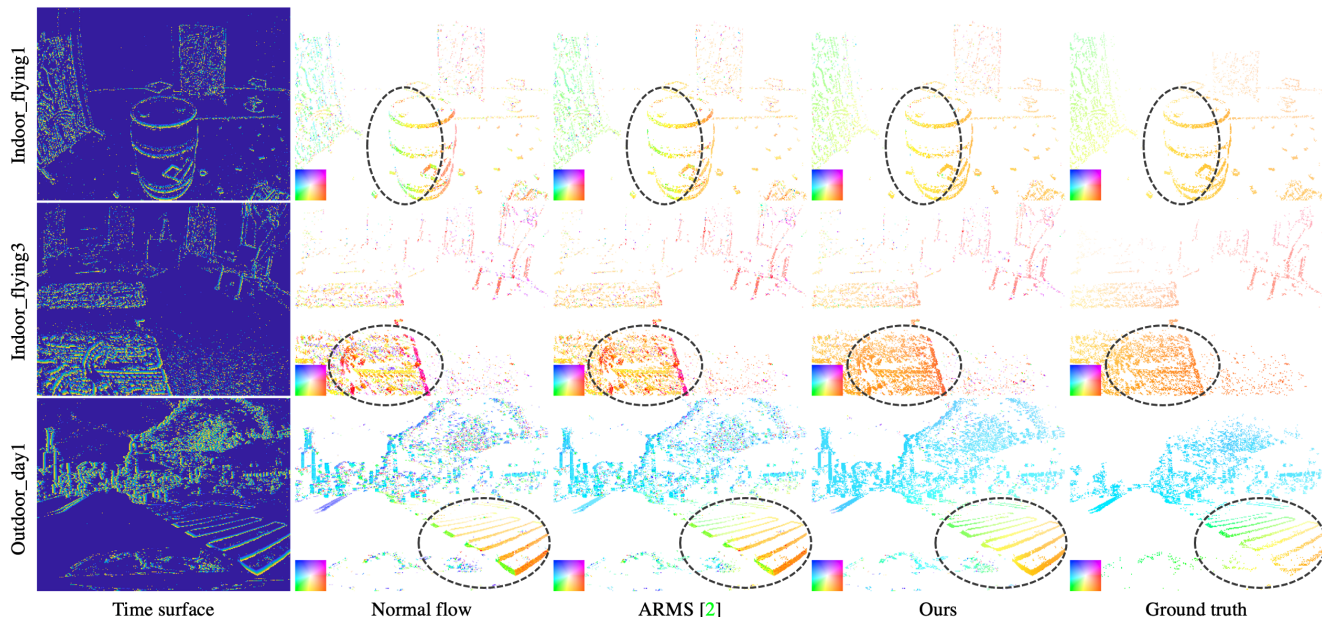 Indoor_flying1
Indoor_flying3
Outdoor_day1
Time surface
Normal flow
ARMS [2]
Ours
Ground truth